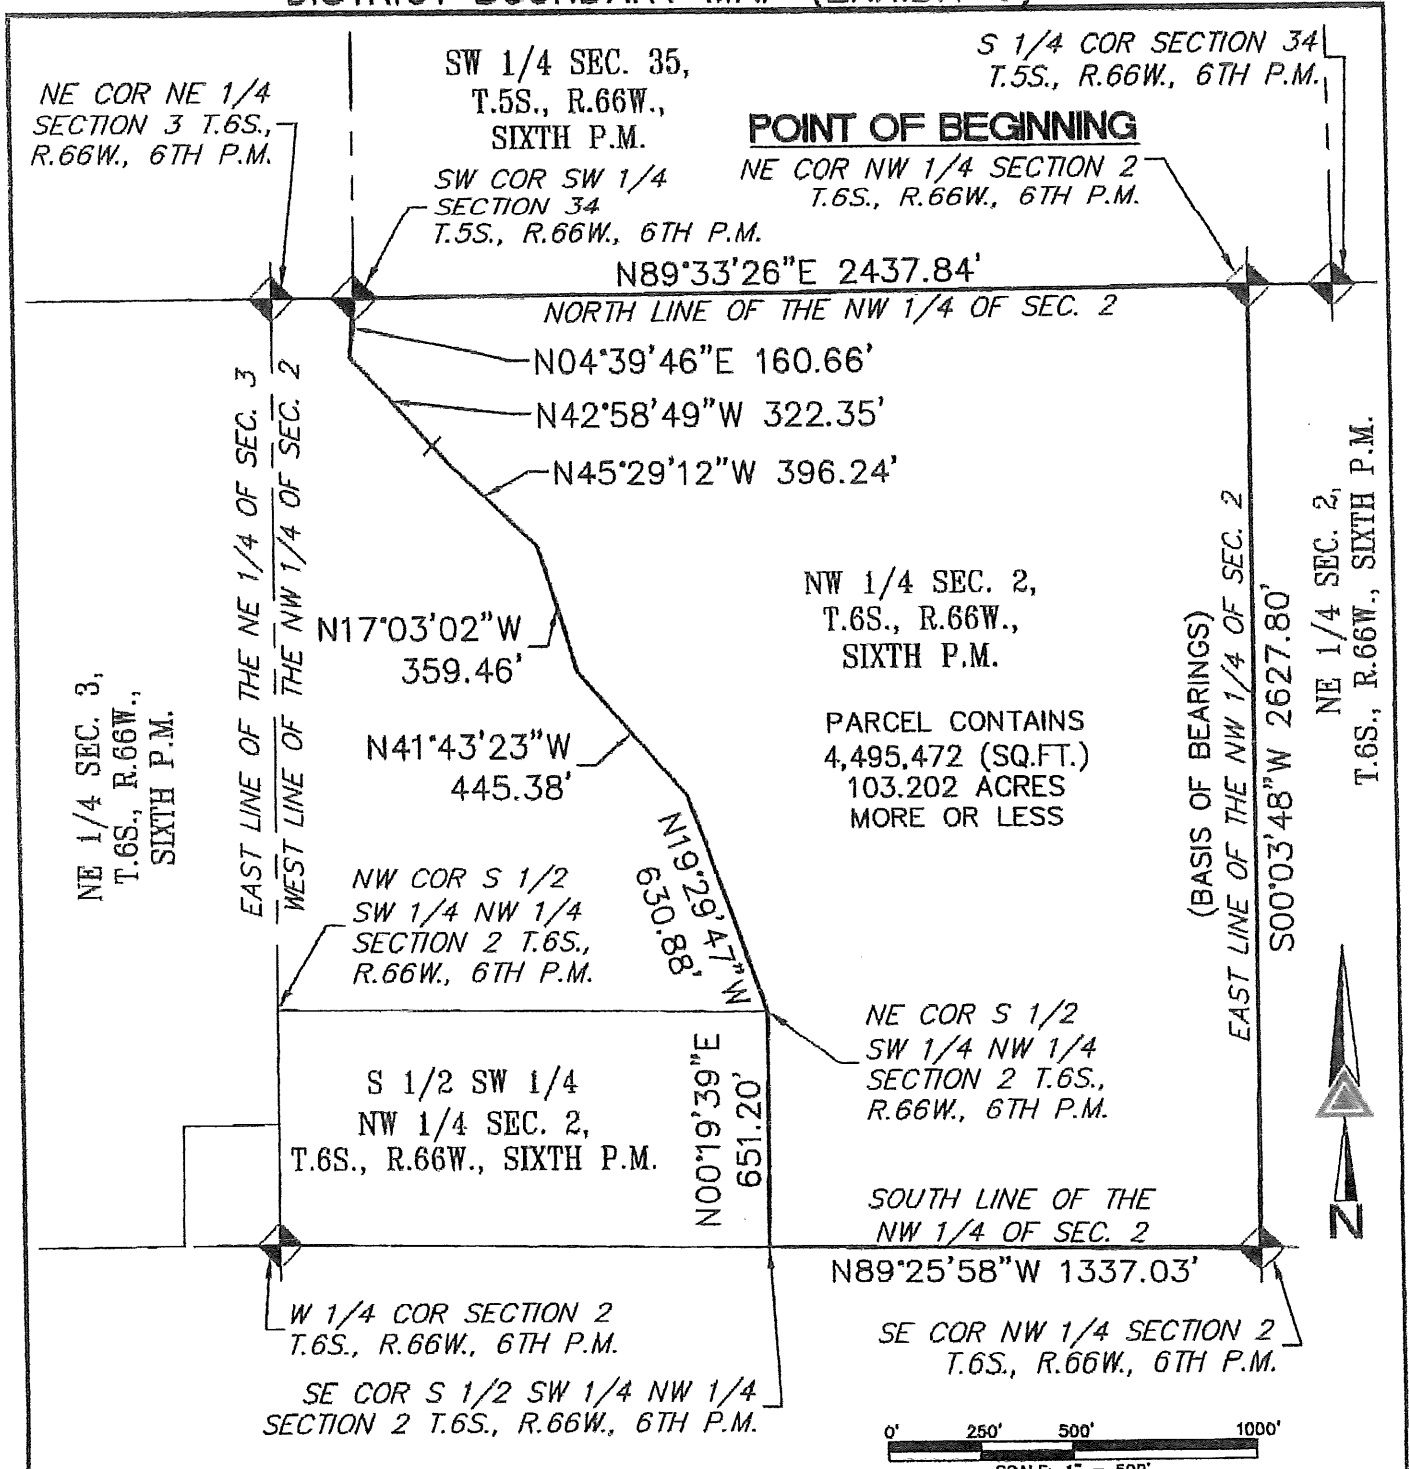 DISTRICT BOUNDARY MAP
SW 1/4 SEC. 35,
T.5S., R.66W.,
SIXTH P.M.
S 1/4 COR SECTION 34
T.5S., R.66W., 6TH P.M.
NE COR NE 1/4
SECTION 3 T.6S.,
R.66W., 6TH P.M.
POINT OF BEGINNING
NE COR NW 1/4 SECTION 2
T.6S., R.66W., 6TH P.M.
SW COR SW 1/4
SECTION 34
T.5S., R.66W., 6TH P.M.
N89°33'26"E 2437.84'
NORTH LINE OF THE NW 1/4 OF SEC. 2
N04°39'46"E 160.66'
N42°58'49"W 322.35'
N45°29'12"W 396.24'
EAST LINE OF THE NE 1/4 OF SEC. 3
WEST LINE OF THE NW 1/4 OF SEC. 2
N17°03'02"W
359.46'
NW 1/4 SEC. 2,
T.6S., R.66W.,
SIXTH P.M.
PARCEL CONTAINS
4,495,472 (SQ.FT.)
103.202 ACRES
MORE OR LESS
N41°43'23"W
445.38'
NE 1/4 SEC. 3,
T.6S., R.66W.,
SIXTH P.M.
(BASIS OF BEARINGS)
EAST LINE OF THE NW 1/4 OF SEC. 2
S00°03'48"W 2627.80'
NE 1/4 SEC. 2,
T.6S., R.66W., SIXTH P.M.
N19°29'47"W
630.88'
NW COR S 1/2
SW 1/4 NW 1/4
SECTION 2 T.6S.,
R.66W., 6TH P.M.
NE COR S 1/2
SW 1/4 NW 1/4
SECTION 2 T.6S.,
R.66W., 6TH P.M.
S 1/2 SW 1/4
NW 1/4 SEC. 2,
T.6S., R.66W., SIXTH P.M.
N00°19'39"E
651.20'
SOUTH LINE OF THE
NW 1/4 OF SEC. 2
N89°25'58"W 1337.03'
N
W 1/4 COR SECTION 2
T.6S., R.66W., 6TH P.M.
SE COR NW 1/4 SECTION 2
T.6S., R.66W., 6TH P.M.
SE COR S 1/2 SW 1/4 NW 1/4
SECTION 2 T.6S., R.66W., 6TH P.M.
0' 250' 500' 1000'
SCALE: 1" = 500'